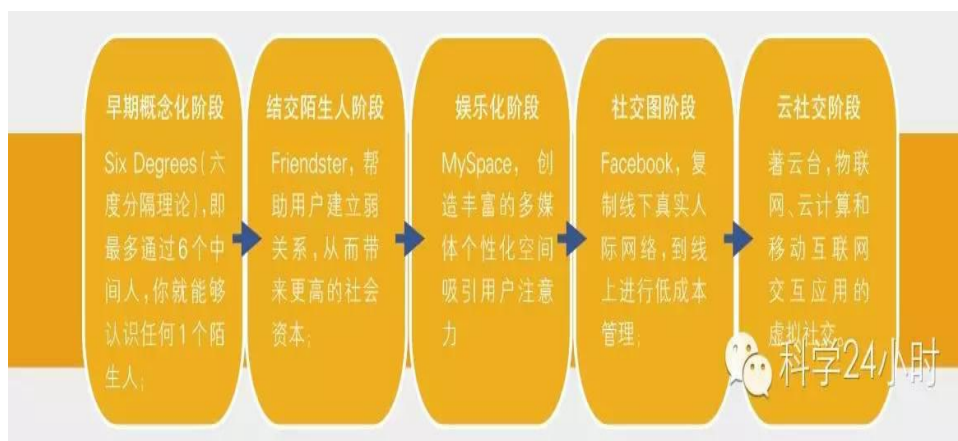 早期概念化阶段
Six Degrees(六
度分隔理论),即
最多通过6个中
间人,你就能够
认识任何1个陌
生人;
结交陌生人阶段
Friendster,帮
助用户建立弱
关系,从而带
来更高的社会
资本;
娱乐化阶段
MySpace,创
造丰富的多媒
体个性化空间
吸引用户注意
力
社交图阶段
Facebook,复
制线下真实人
际网络,到线
上进行低成本
管理;
云社交阶段
著云台,物联
网、云计算和
移动互联网
交互应用的
虚拟社交。
科学24小时